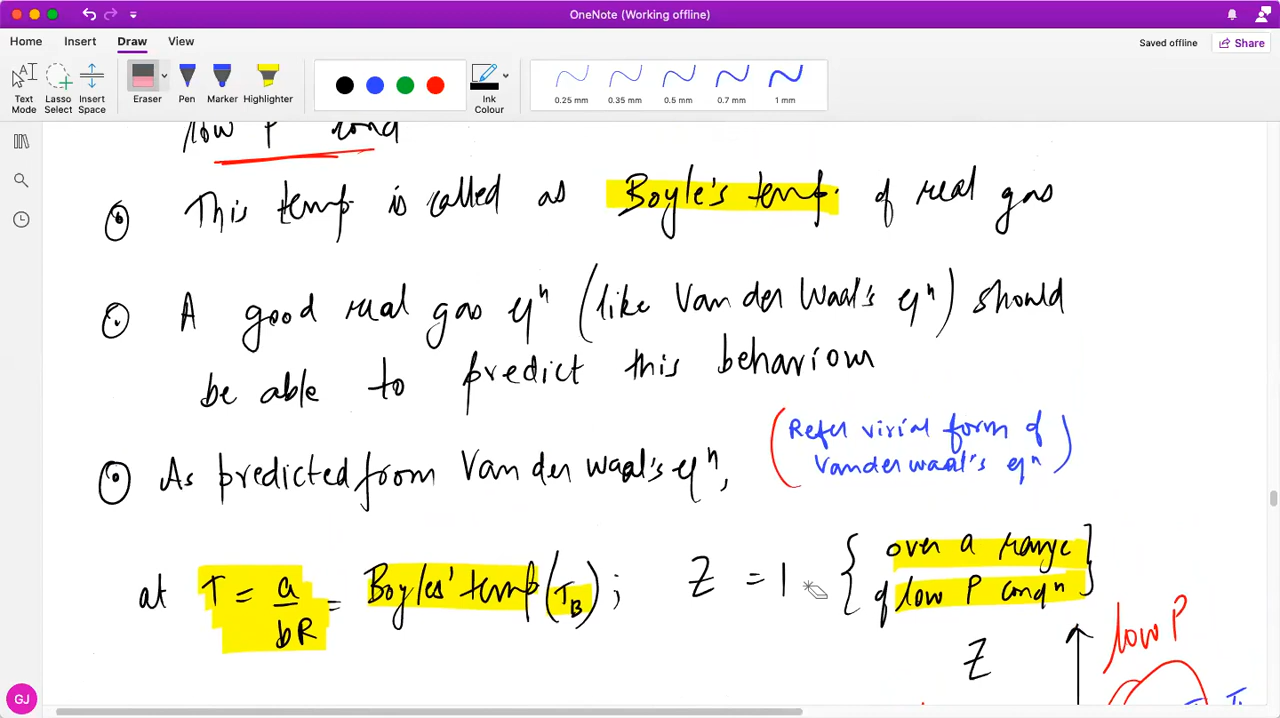 OneNote (Working offline)
Home Insert Draw View
Saved offline
Share
Text Mode
Lasso Select
Insert Space
Eraser
Pen
Marker
Highlighter
Ink Colour
0.25 mm 0.35 mm 0.5 mm 0.7 mm 1 mm
low P cond
This temp. is called as Boyle's temp. of real gas
A good real gas eqⁿ (like Van der Waal's eqⁿ) should
be able to predict this behaviour
(Refer virial form of
Vanderwaal's eqⁿ)
As predicted from Van der waal's eqⁿ,
at T = a/bR = Boyles' temp (T_B) ; Z = 1 {over a range
of low P condⁿ}
Z
low P
GJ